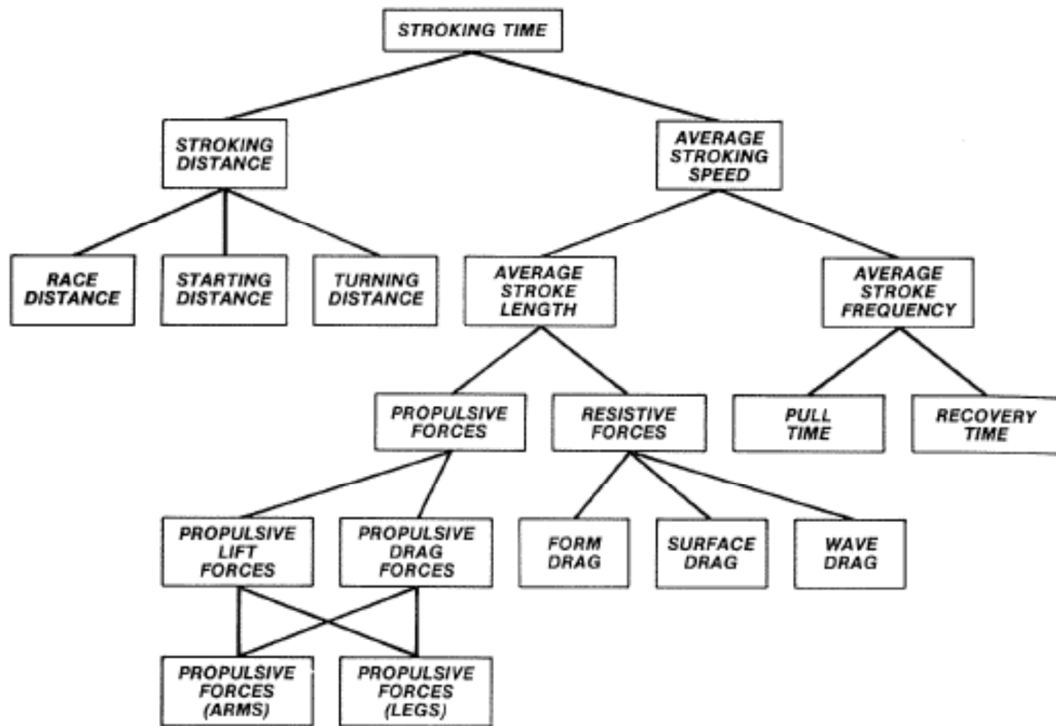 STROKING TIME
STROKING
DISTANCE
AVERAGE
STROKING
SPEED
RACE
DISTANCE
STARTING
DISTANCE
TURNING
DISTANCE
AVERAGE
STROKE
LENGTH
AVERAGE
STROKE
FREQUENCY
PROPULSIVE
FORCES
RESISTIVE
FORCES
PULL
TIME
RECOVERY
TIME
PROPULSIVE
LIFT
FORCES
PROPULSIVE
DRAG
FORCES
FORM
DRAG
SURFACE
DRAG
WAVE
DRAG
PROPULSIVE
FORCES
(ARMS)
PROPULSIVE
FORCES
(LEGS)